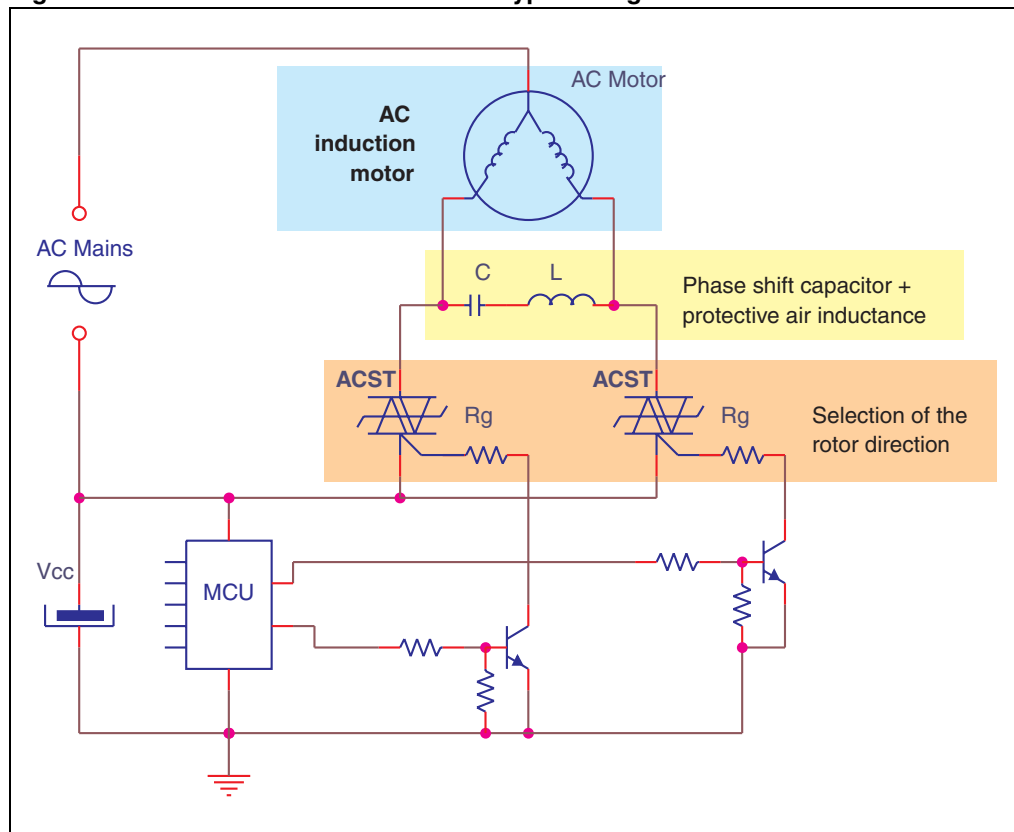 AC Motor
AC
induction
motor
AC Mains
C
L
Phase shift capacitor +
protective air inductance
ACST
ACST
Rg
Rg
Selection of the
rotor direction
Vcc
MCU